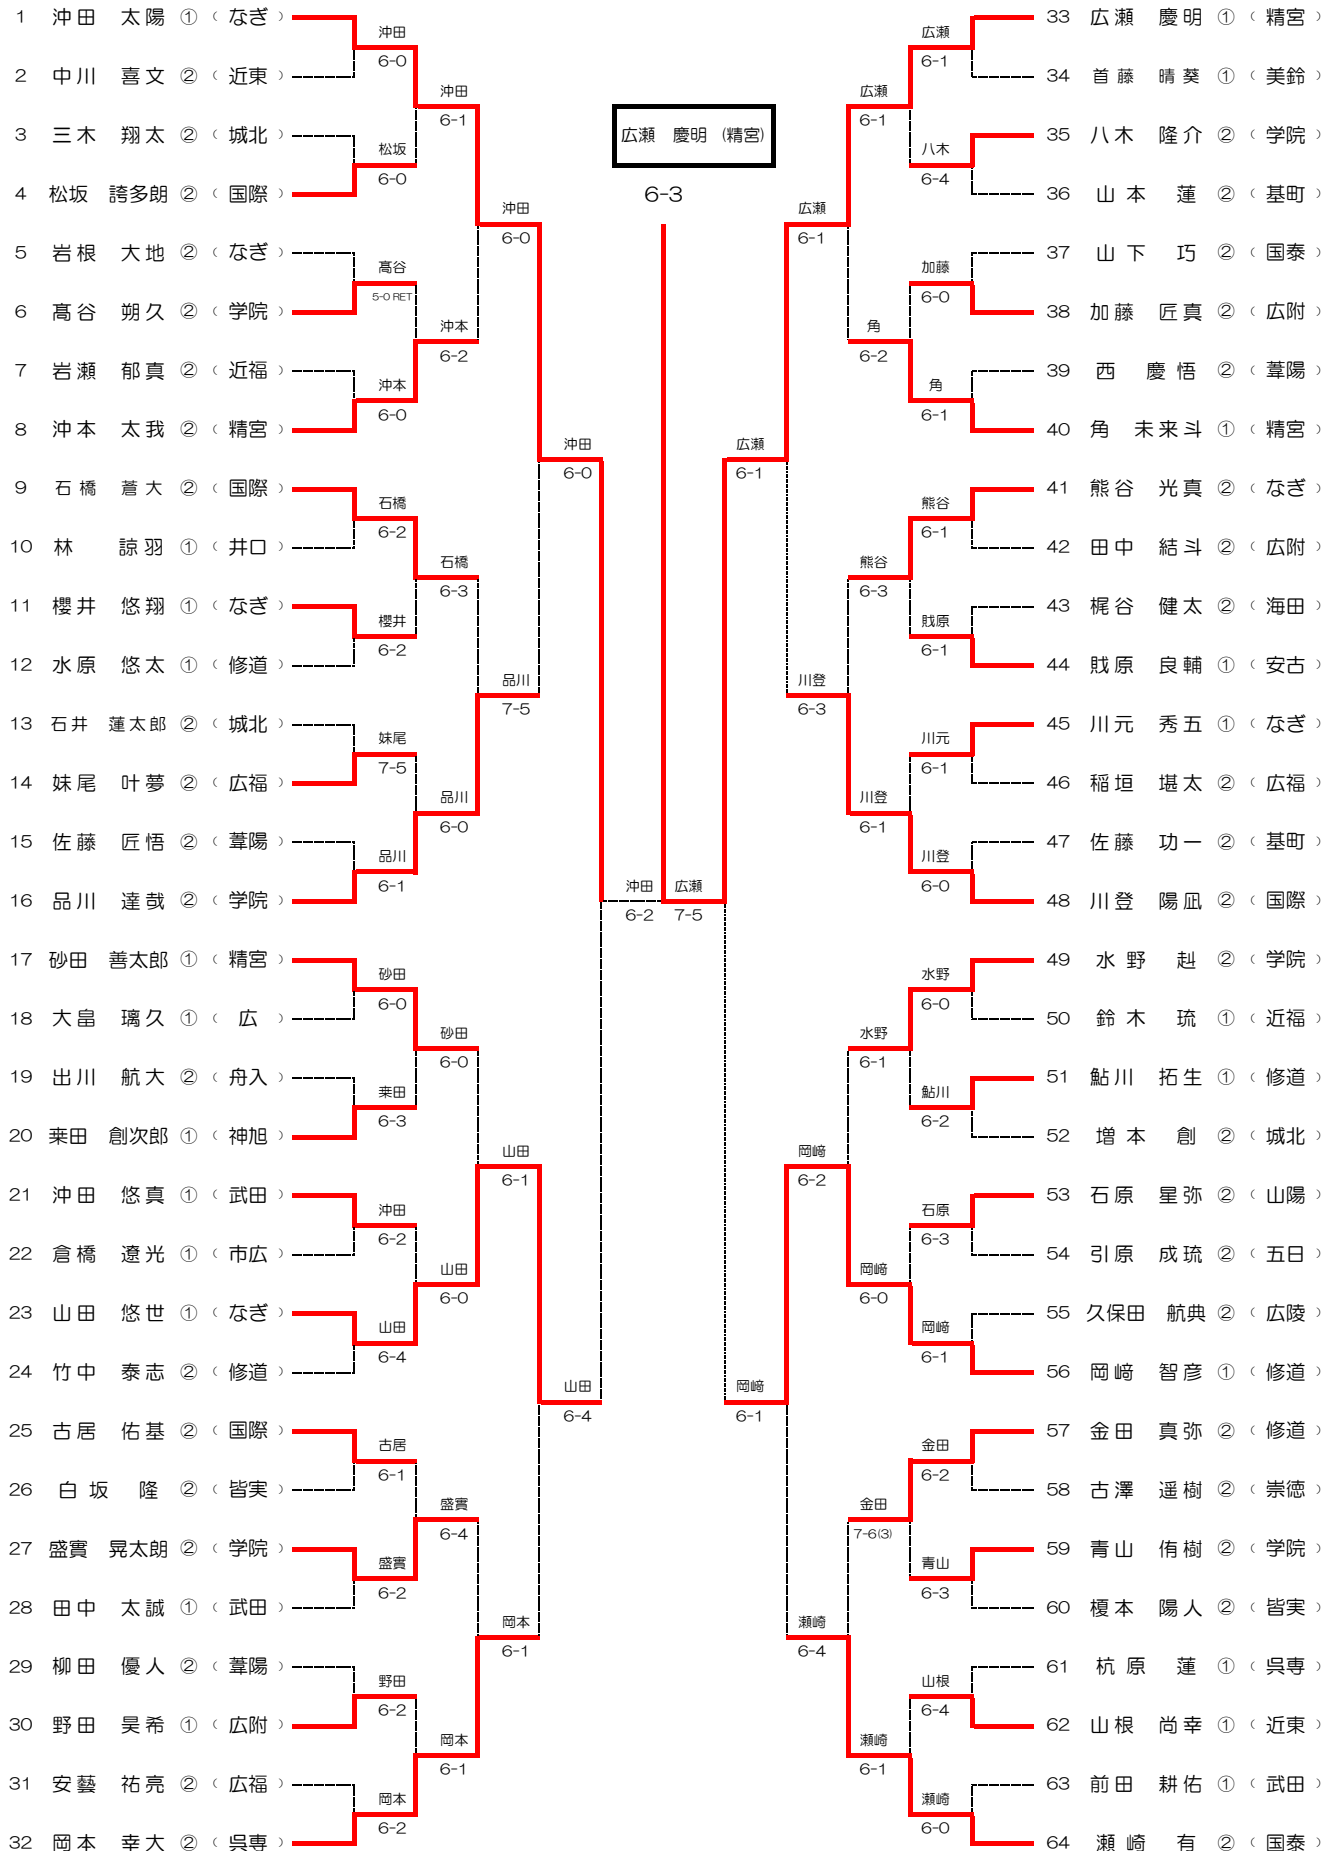 1 沖田 太陽 ① （ なぎ ）
2 中川 喜文 ② （ 近東 ）
3 三木 翔太 ② （ 城北 ）
4 松坂 誇多朗 ② （ 国際 ）
5 岩根 大地 ② （ なぎ ）
6 髙谷 朔久 ② （ 学院 ）
7 岩瀬 郁真 ② （ 近福 ）
8 沖本 太我 ② （ 精宮 ）
9 石橋 蒼大 ② （ 国際 ）
10 林 諒羽 ① （ 井口 ）
11 櫻井 悠翔 ① （ なぎ ）
12 水原 悠太 ① （ 修道 ）
13 石井 蓮太郎 ② （ 城北 ）
14 妹尾 叶夢 ② （ 広福 ）
15 佐藤 匠悟 ② （ 葦陽 ）
16 品川 達哉 ② （ 学院 ）
17 砂田 善太郎 ① （ 精宮 ）
18 大畠 璃久 ① （ 広 ）
19 出川 航大 ② （ 舟入 ）
20 桒田 創次郎 ① （ 神旭 ）
21 沖田 悠真 ① （ 武田 ）
22 倉橋 遼光 ① （ 市広 ）
23 山田 悠世 ① （ なぎ ）
24 竹中 泰志 ② （ 修道 ）
25 古居 佑基 ② （ 国際 ）
26 白坂 隆 ② （ 皆実 ）
27 盛實 晃太朗 ② （ 学院 ）
28 田中 太誠 ① （ 武田 ）
29 柳田 優人 ② （ 葦陽 ）
30 野田 昊希 ① （ 広附 ）
31 安藝 祐亮 ② （ 広福 ）
32 岡本 幸大 ② （ 呉専 ）
沖田
6-0
松坂
6-0
髙谷
5-0 RET
沖本
6-0
石橋
6-2
櫻井
6-2
妹尾
7-5
品川
6-1
砂田
6-0
桒田
6-3
沖田
6-2
山田
6-4
古居
6-1
盛實
6-2
野田
6-2
岡本
6-2
沖田
6-1
沖本
6-2
石橋
6-3
品川
6-0
砂田
6-0
山田
6-0
盛實
6-4
岡本
6-1
沖田
6-0
品川
7-5
山田
6-1
岡本
6-1
沖田
6-0
山田
6-4
沖田
6-2
広瀬 慶明 （精宮）
6-3
広瀬
7-5
広瀬
6-1
岡﨑
6-1
広瀬
6-1
川登
6-3
岡﨑
6-2
瀬崎
6-4
広瀬
6-1
角
6-2
熊谷
6-3
川登
6-1
水野
6-1
岡﨑
6-0
金田
7-6(3)
瀬崎
6-1
広瀬
6-1
八木
6-4
加藤
6-0
角
6-1
熊谷
6-1
戝原
6-1
川元
6-1
川登
6-0
水野
6-0
鮎川
6-2
石原
6-3
岡﨑
6-1
金田
6-2
青山
6-3
山根
6-4
瀬崎
6-0
33 広瀬 慶明 ① （ 精宮 ）
34 首藤 晴葵 ① （ 美鈴 ）
35 八木 隆介 ② （ 学院 ）
36 山本 蓮 ② （ 基町 ）
37 山下 巧 ② （ 国泰 ）
38 加藤 匠真 ② （ 広附 ）
39 西 慶悟 ② （ 葦陽 ）
40 角 未来斗 ① （ 精宮 ）
41 熊谷 光真 ② （ なぎ ）
42 田中 結斗 ② （ 広附 ）
43 梶谷 健太 ② （ 海田 ）
44 戝原 良輔 ① （ 安古 ）
45 川元 秀五 ① （ なぎ ）
46 稲垣 堪太 ② （ 広福 ）
47 佐藤 功一 ② （ 基町 ）
48 川登 陽凪 ② （ 国際 ）
49 水野 赳 ② （ 学院 ）
50 鈴木 琉 ① （ 近福 ）
51 鮎川 拓生 ① （ 修道 ）
52 増本 創 ② （ 城北 ）
53 石原 星弥 ② （ 山陽 ）
54 引原 成琉 ② （ 五日 ）
55 久保田 航典 ② （ 広陵 ）
56 岡﨑 智彦 ① （ 修道 ）
57 金田 真弥 ② （ 修道 ）
58 古澤 遥樹 ② （ 崇徳 ）
59 青山 侑樹 ② （ 学院 ）
60 榎本 陽人 ② （ 皆実 ）
61 杭原 蓮 ① （ 呉専 ）
62 山根 尚幸 ① （ 近東 ）
63 前田 耕佑 ① （ 武田 ）
64 瀬崎 有 ② （ 国泰 ）